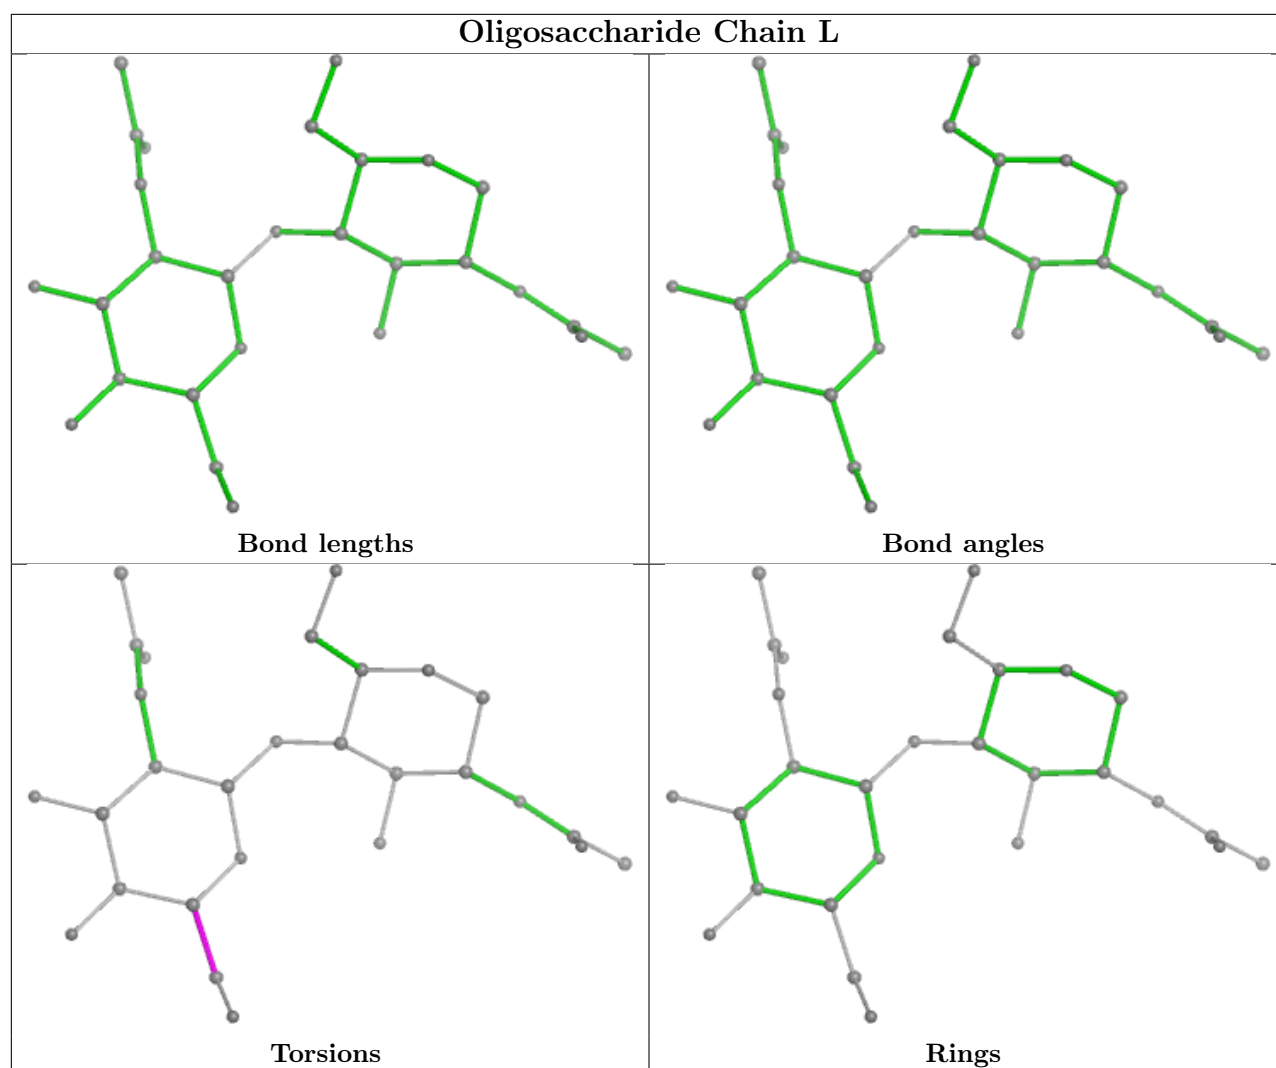 Oligosaccharide Chain L
Bond lengths
Bond angles
Torsions
Rings